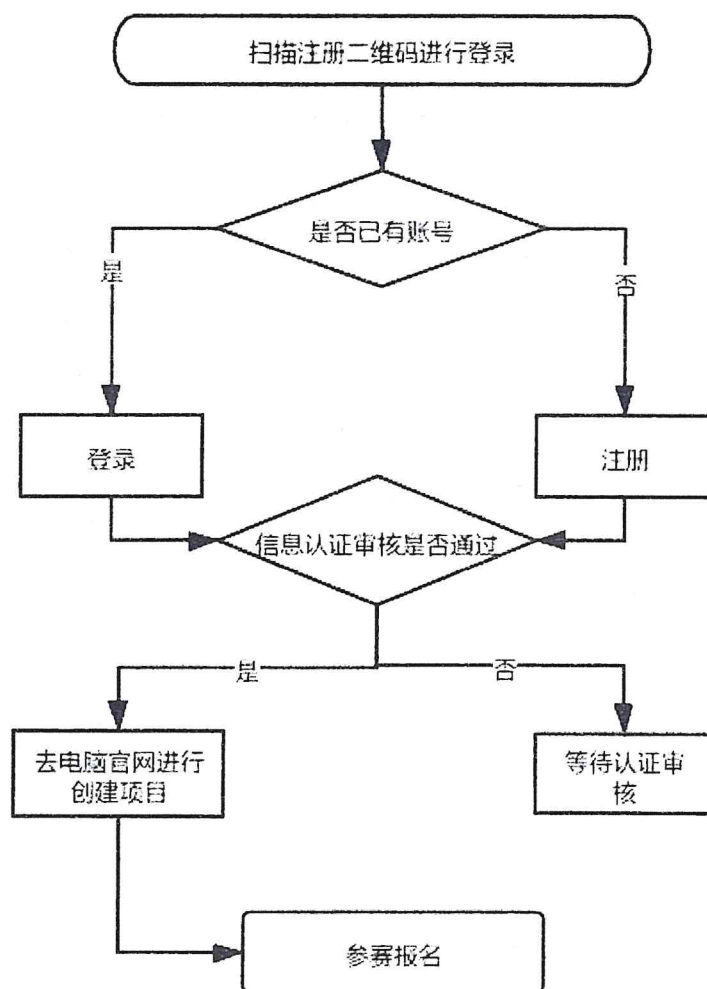 扫描注册二维码进行登录
是否已有账号
是
否
登录
注册
信息认证审核是否通过
是
否
去电脑官网进行
创建项目
等待认证审
核
参赛报名